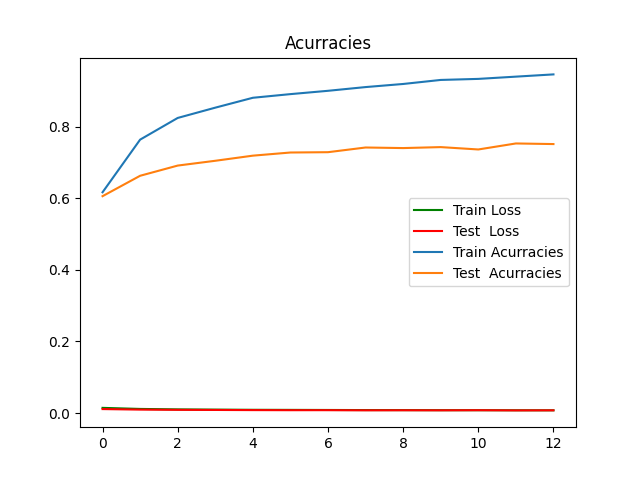 Acurracies
0.8
0.6
0.4
0.2
0.0
Train Loss
Test  Loss
Train Acurracies
Test  Acurracies
0 2 4 6 8 10 12